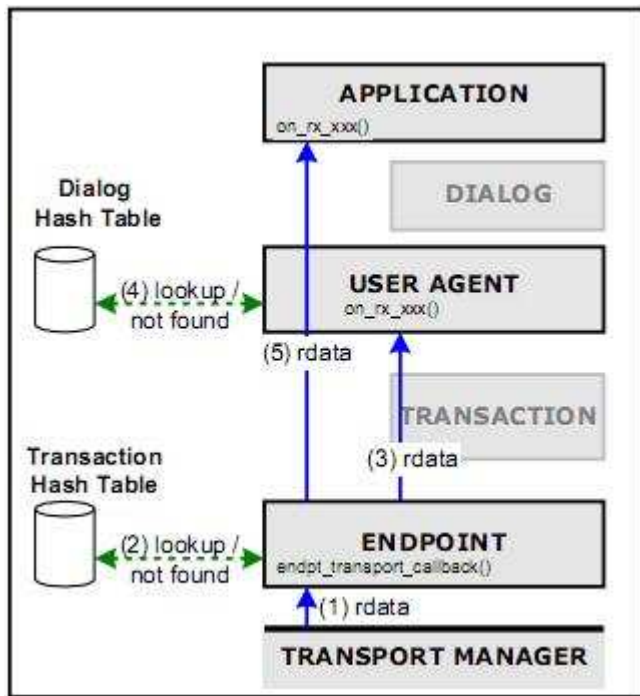 APPLICATION
on_rx_xxx()
Dialog
Hash Table
DIALOG
(4) lookup /
not found
USER AGENT
on_rx_xxx()
(5) rdata
TRANSACTION
(3) rdata
Transaction
Hash Table
(2) lookup /
not found
ENDPOINT
endpt_transport_callback()
(1) rdata
TRANSPORT MANAGER